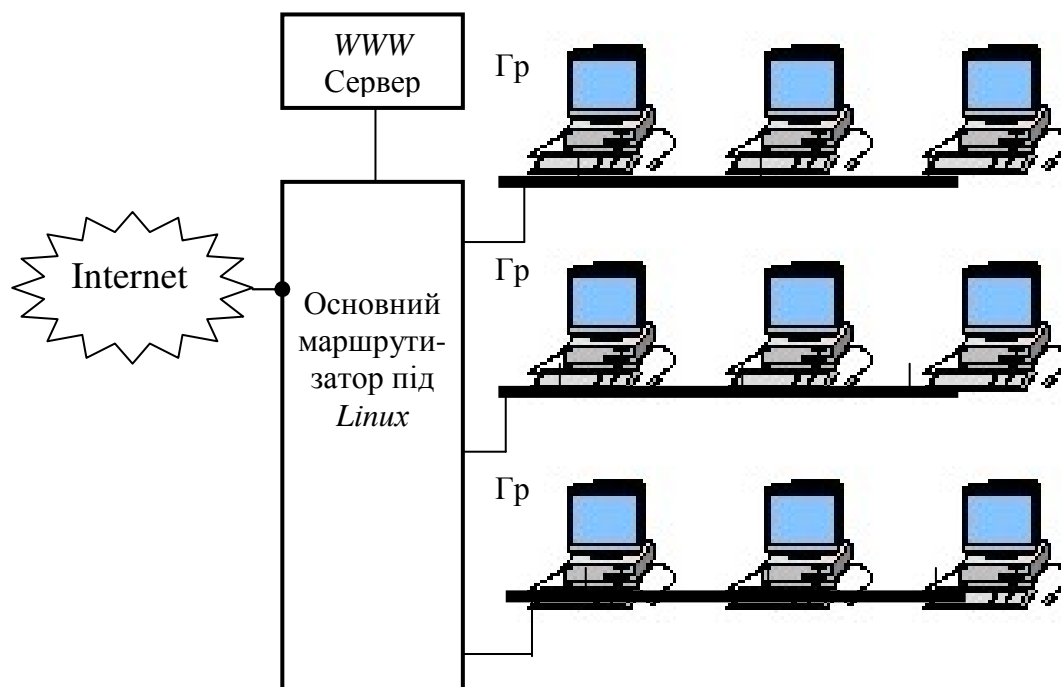 WWW
Сервер
Гр
Internet
Гр
Основний
маршрути-
затор під
Linux
Гр